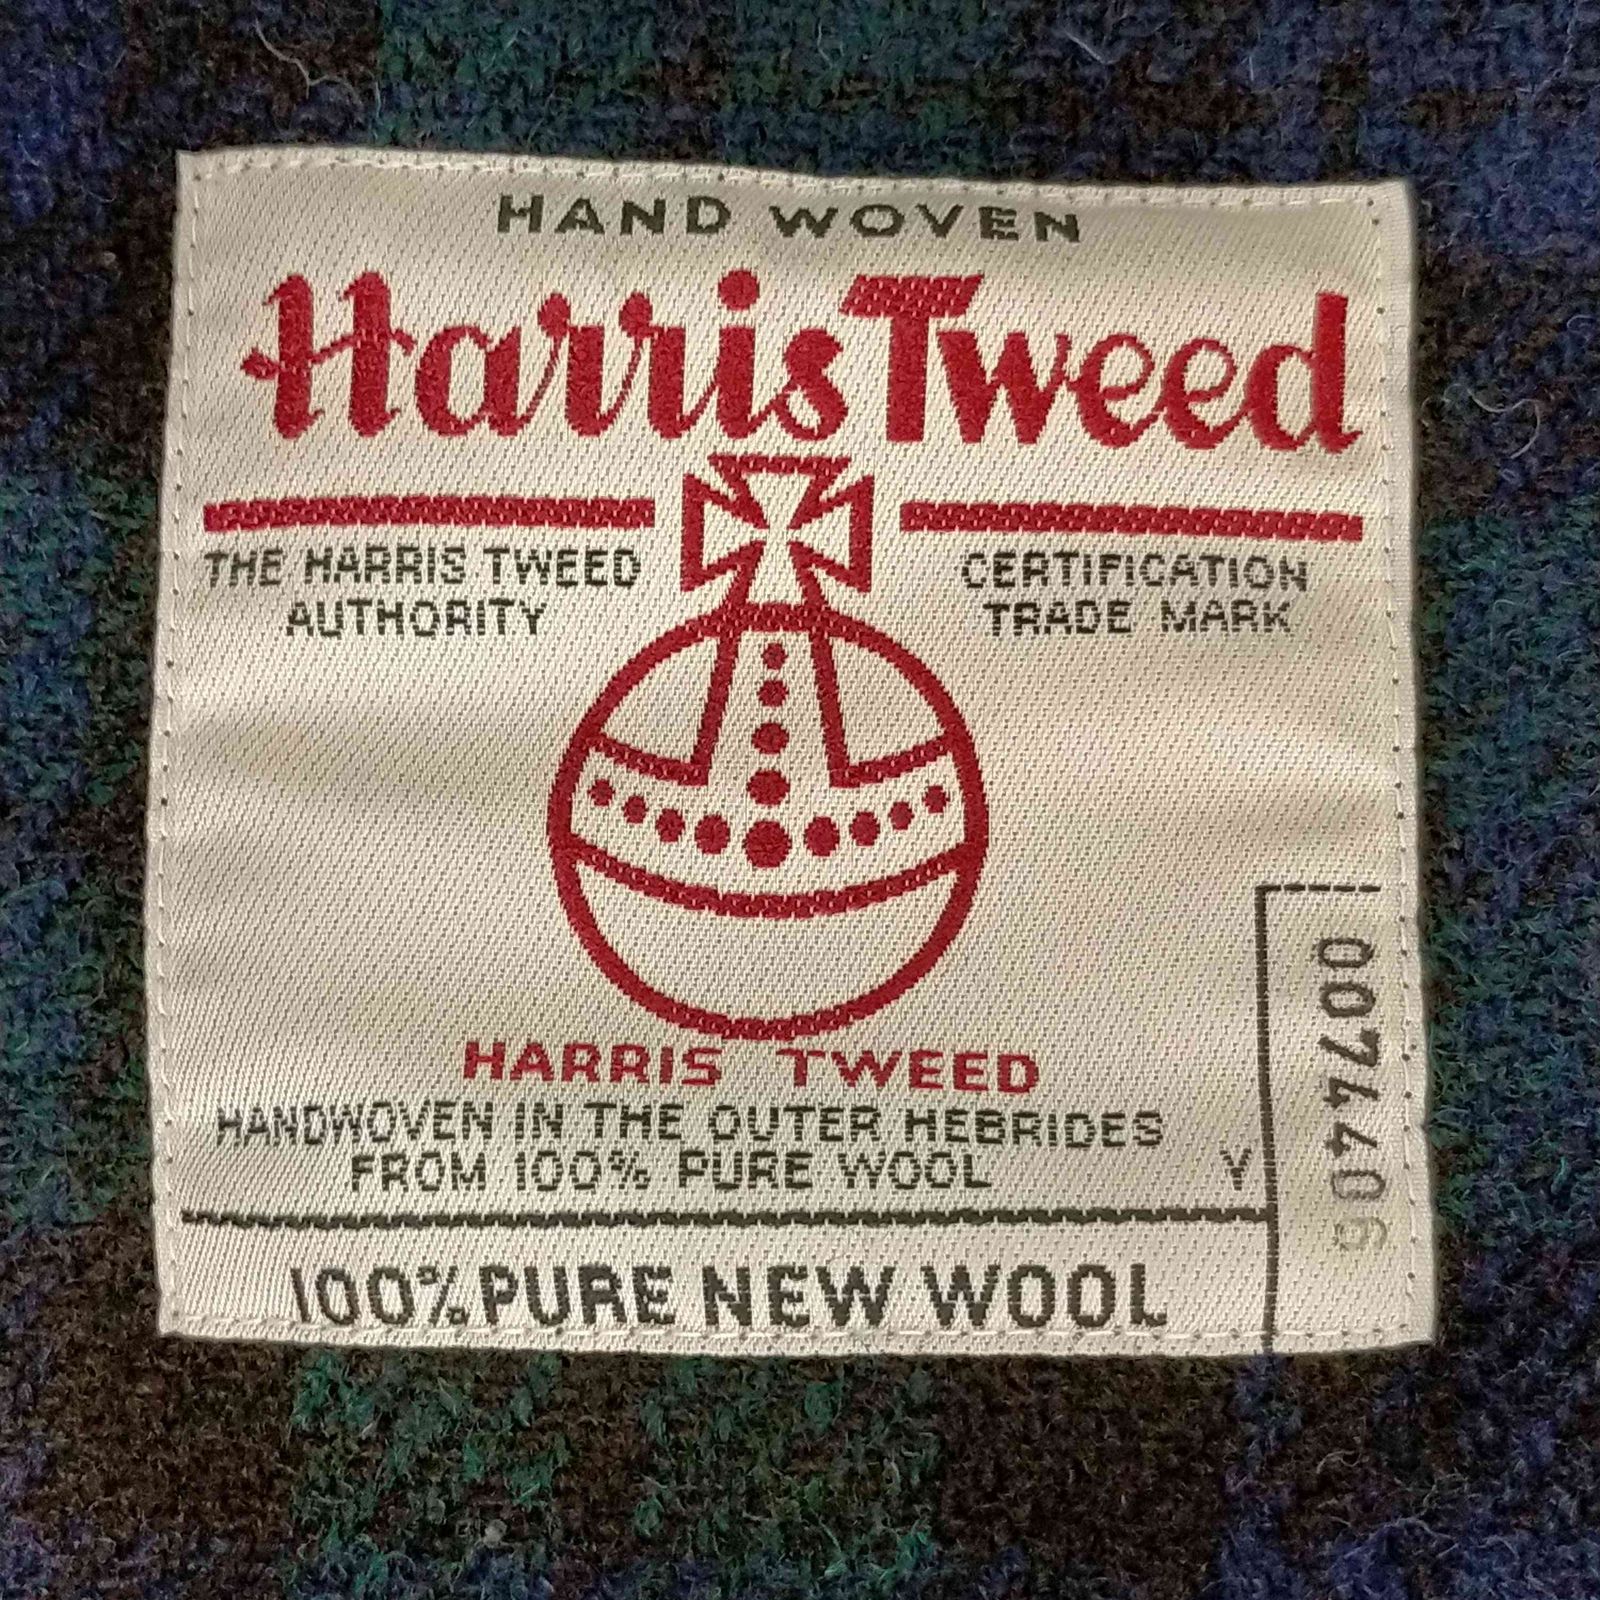 HAND WOVEN
Harris Tweed
THE HARRIS TWEED
AUTHORITY
CERTIFICATION
TRADE MARK
HARRIS TWEED
HANDWOVEN IN THE OUTER HEBRIDES
FROM 100% PURE WOOL
Y
100% PURE NEW WOOL
0074406